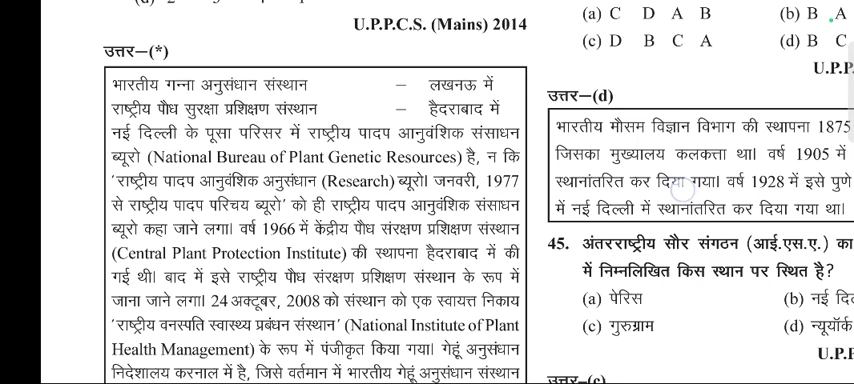 U.P.P.C.S. (Mains) 2014
उत्तर—(*)
भारतीय गन्ना अनुसंधान संस्थान – लखनऊ में
राष्ट्रीय पौध सुरक्षा प्रशिक्षण संस्थान – हैदराबाद में
नई दिल्ली के पूसा परिसर में राष्ट्रीय पादप आनुवंशिक संसाधन
ब्यूरो (National Bureau of Plant Genetic Resources) है, न कि
'राष्ट्रीय पादप आनुवंशिक अनुसंधान (Research) ब्यूरो। जनवरी, 1977
से राष्ट्रीय पादप परिचय ब्यूरो' को ही राष्ट्रीय पादप आनुवंशिक संसाधन
ब्यूरो कहा जाने लगा। वर्ष 1966 में केंद्रीय पौध संरक्षण प्रशिक्षण संस्थान
(Central Plant Protection Institute) की स्थापना हैदराबाद में की
गई थी। बाद में इसे राष्ट्रीय पौध संरक्षण प्रशिक्षण संस्थान के रूप में
जाना जाने लगा। 24 अक्टूबर, 2008 को संस्थान को एक स्वायत्त निकाय
'राष्ट्रीय वनस्पति स्वास्थ्य प्रबंधन संस्थान' (National Institute of Plant
Health Management) के रूप में पंजीकृत किया गया। गेहूं अनुसंधान
निदेशालय करनाल में है, जिसे वर्तमान में भारतीय गेहूं अनुसंधान संस्थान
(a) C D A B (b) B A
(c) D B C A (d) B C
U.P.P
उत्तर—(d)
भारतीय मौसम विज्ञान विभाग की स्थापना 1875
जिसका मुख्यालय कलकत्ता था। वर्ष 1905 में
स्थानांतरित कर दिया गया। वर्ष 1928 में इसे पुणे
में नई दिल्ली में स्थानांतरित कर दिया गया था।
45. अंतरराष्ट्रीय सौर संगठन (आई.एस.ए.) का
में निम्नलिखित किस स्थान पर स्थित है?
(a) पेरिस (b) नई
(c) गुरुग्राम (d) न्यूयॉर्क
U.P.P
उत्तर—(c)